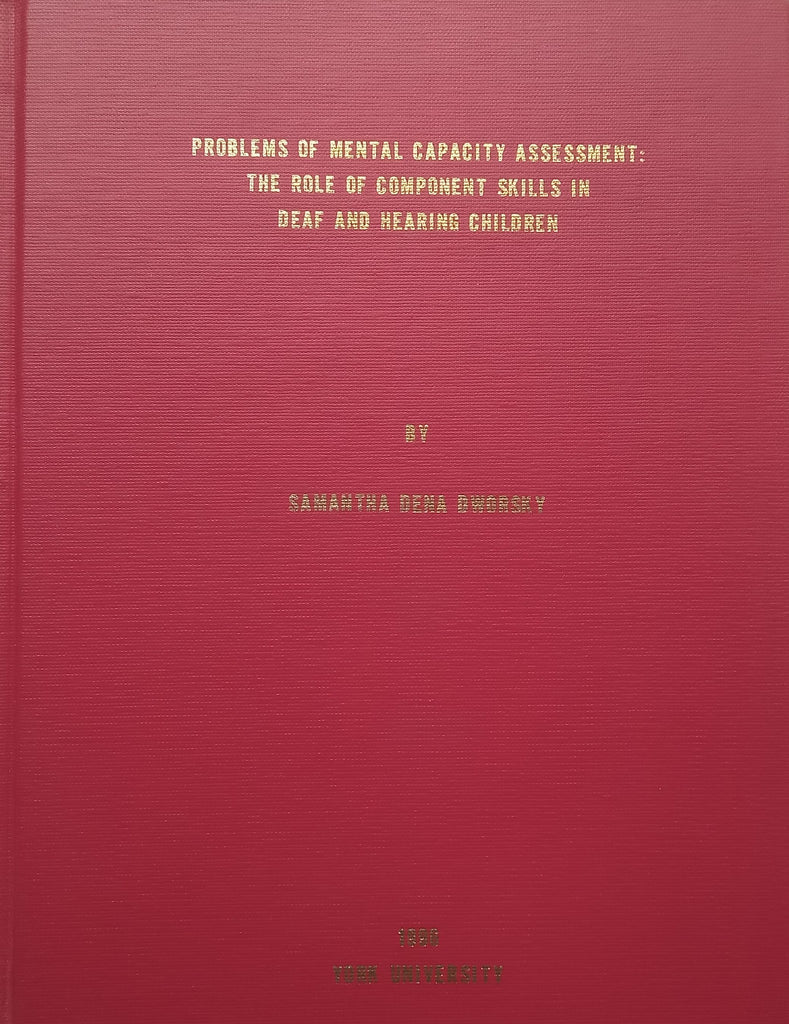 PROBLEMS OF MENTAL CAPACITY ASSESSMENT:
THE ROLE OF COMPONENT SKILLS IN
DEAF AND HEARING CHILDREN
BY
SAMANTHA DENA DWORSKY
YORK UNIVERSITY